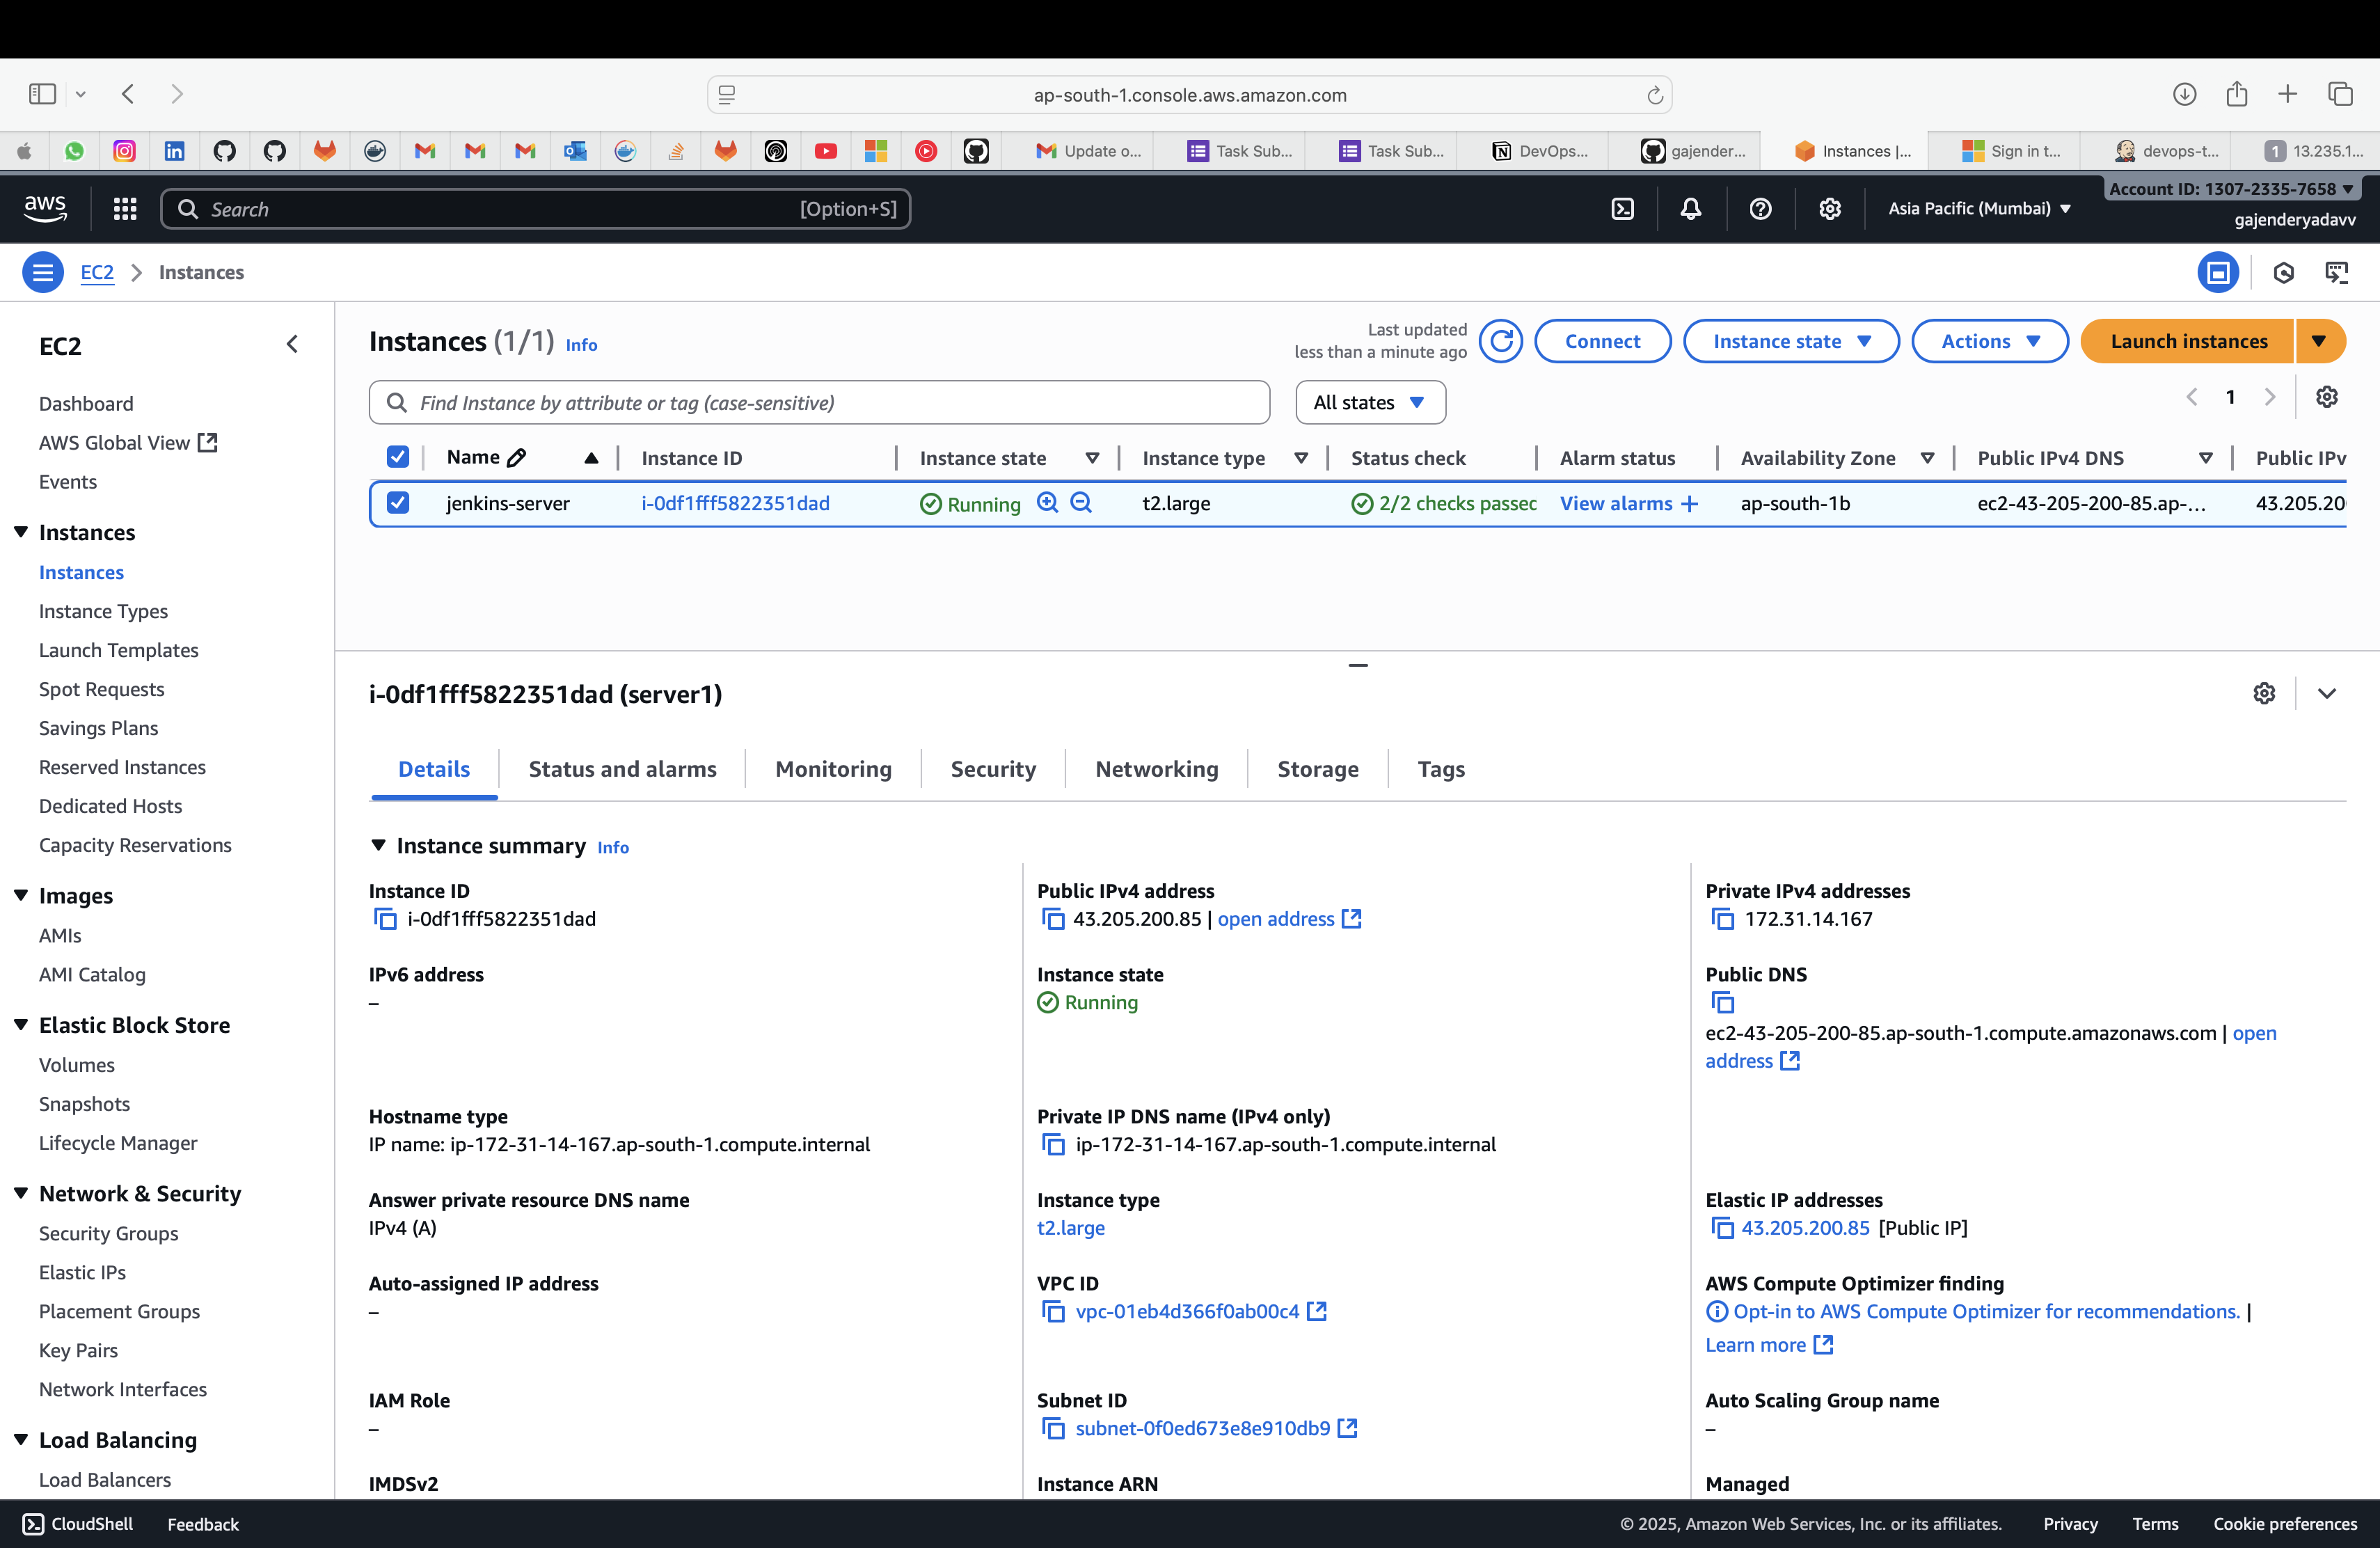 ap-south-1.console.aws.amazon.com
Update o...
Task Sub...
Task Sub...
DevOps...
gajender...
Instances |...
Sign in t...
devops-t...
1 13.235.1...
aws
Search [Option+S]
Asia Pacific (Mumbai)
Account ID: 1307-2335-7658
gajenderyadavv
EC2 > Instances
EC2
Dashboard
AWS Global View
Events
Instances
Instances
Instance Types
Launch Templates
Spot Requests
Savings Plans
Reserved Instances
Dedicated Hosts
Capacity Reservations
Images
AMIs
AMI Catalog
Elastic Block Store
Volumes
Snapshots
Lifecycle Manager
Network & Security
Security Groups
Elastic IPs
Placement Groups
Key Pairs
Network Interfaces
Load Balancing
Load Balancers
Instances (1/1) Info
Last updated
less than a minute ago
Connect
Instance state
Actions
Launch instances
Find Instance by attribute or tag (case-sensitive)
All states
1
Name Instance ID Instance state Instance type Status check Alarm status Availability Zone Public IPv4 DNS Public IPv
jenkins-server i-0df1fff5822351dad Running t2.large 2/2 checks passec View alarms + ap-south-1b ec2-43-205-200-85.ap-... 43.205.20
i-0df1fff5822351dad (server1)
Details Status and alarms Monitoring Security Networking Storage Tags
Instance summary Info
Instance ID
i-0df1fff5822351dad
Public IPv4 address
43.205.200.85 | open address
Private IPv4 addresses
172.31.14.167
IPv6 address
–
Instance state
Running
Public DNS
ec2-43-205-200-85.ap-south-1.compute.amazonaws.com | open
address
Hostname type
IP name: ip-172-31-14-167.ap-south-1.compute.internal
Private IP DNS name (IPv4 only)
ip-172-31-14-167.ap-south-1.compute.internal
Answer private resource DNS name
IPv4 (A)
Instance type
t2.large
Elastic IP addresses
43.205.200.85 [Public IP]
Auto-assigned IP address
–
VPC ID
vpc-01eb4d366f0ab00c4
AWS Compute Optimizer finding
Opt-in to AWS Compute Optimizer for recommendations. |
Learn more
IAM Role
–
Subnet ID
subnet-0f0ed673e8e910db9
Auto Scaling Group name
–
IMDSv2
Instance ARN
Managed
CloudShell
Feedback
© 2025, Amazon Web Services, Inc. or its affiliates.
Privacy
Terms
Cookie preferences